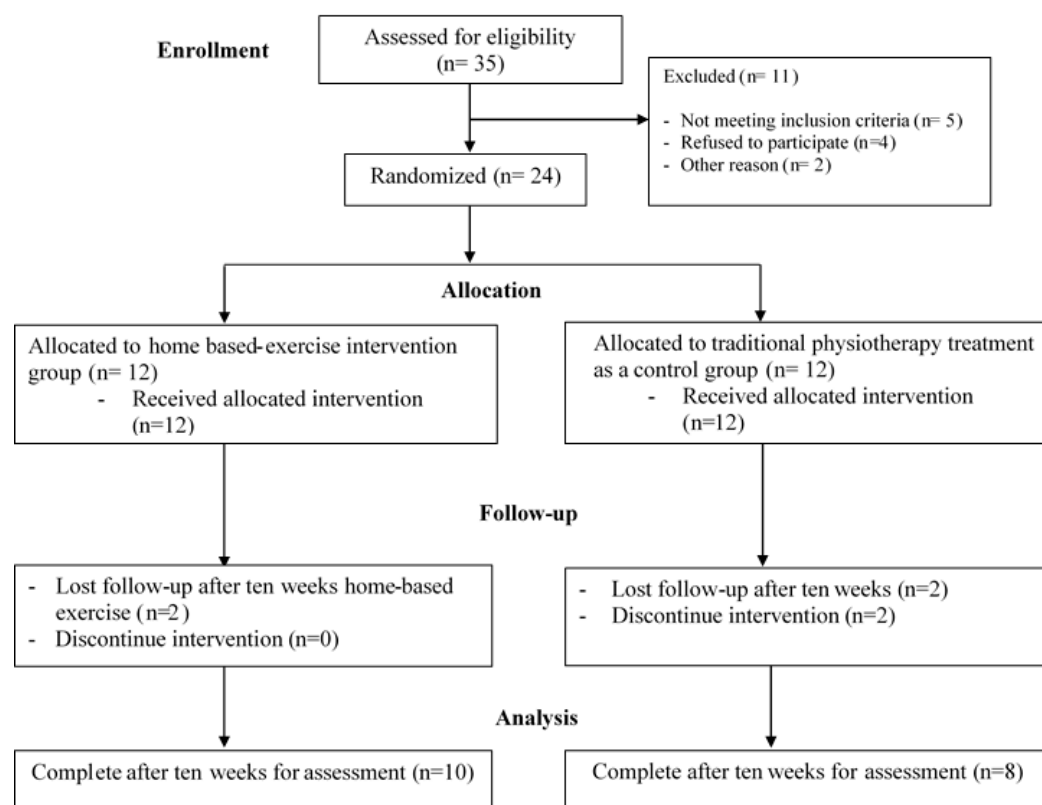 Enrollment
Assessed for eligibility
(n= 35)
Excluded (n= 11)
- Not meeting inclusion criteria (n= 5)
- Refused to participate (n=4)
- Other reason (n= 2)
Randomized (n= 24)
Allocation
Allocated to home based-exercise intervention
group (n= 12)
- Received allocated intervention
(n=12)
Allocated to traditional physiotherapy treatment
as a control group (n= 12)
- Received allocated intervention
(n=12)
Follow-up
- Lost follow-up after ten weeks home-based
exercise (n=2)
- Discontinue intervention (n=0)
- Lost follow-up after ten weeks (n=2)
- Discontinue intervention (n=2)
Analysis
Complete after ten weeks for assessment (n=10)
Complete after ten weeks for assessment (n=8)